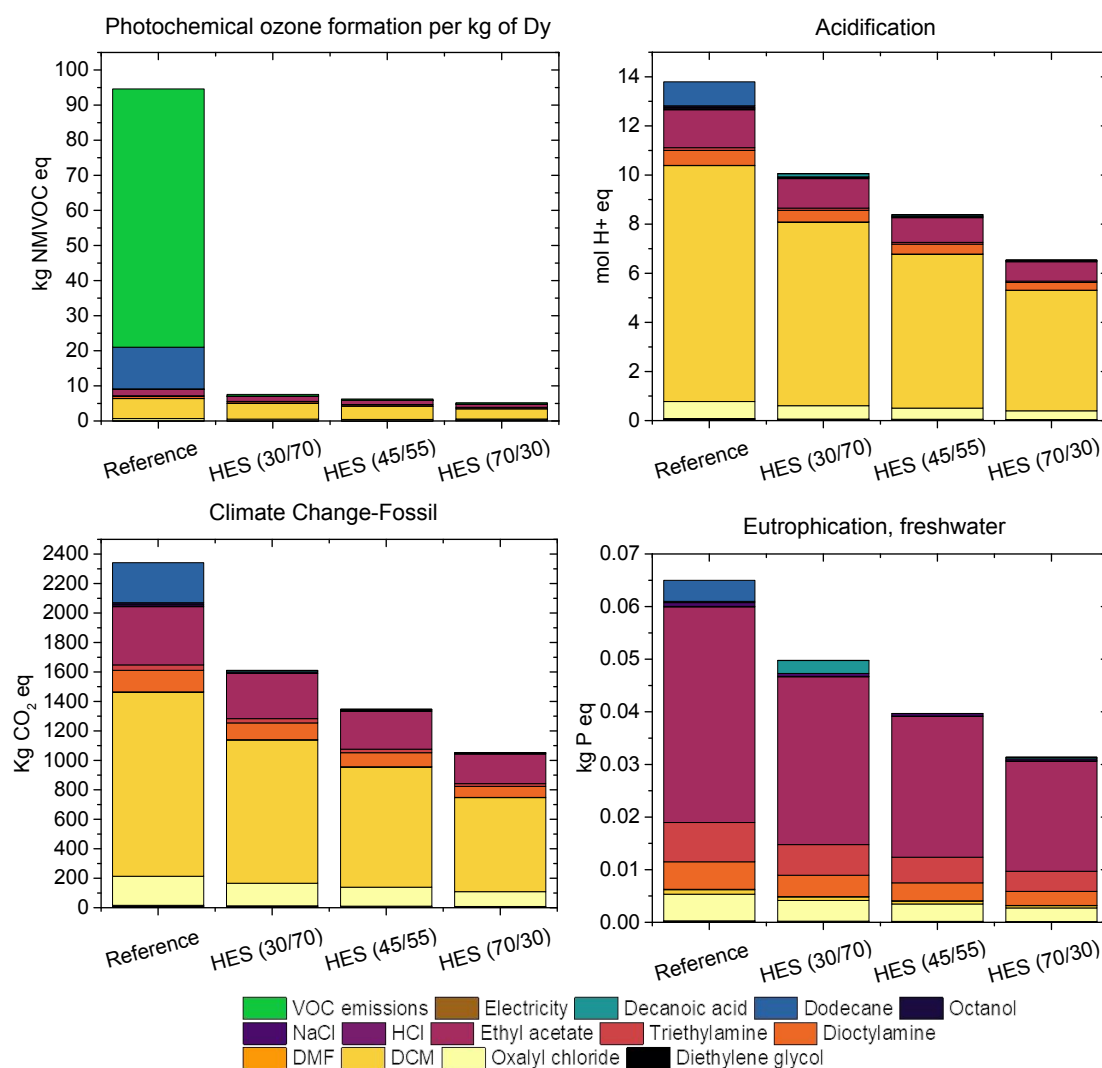 Photochemical ozone formation per kg of Dy
kg NMVOC eq
100
90
80
70
60
50
40
30
20
10
0
Reference
HES (30/70)
HES (45/55)
HES (70/30)
Acidification
mol H+ eq
14
12
10
8
6
4
2
0
Reference
HES (30/70)
HES (45/55)
HES (70/30)
Climate Change-Fossil
Kg CO₂ eq
2400
2200
2000
1800
1600
1400
1200
1000
800
600
400
200
0
Reference
HES (30/70)
HES (45/55)
HES (70/30)
Eutrophication, freshwater
kg P eq
0.07
0.06
0.05
0.04
0.03
0.02
0.01
0.00
Reference
HES (30/70)
HES (45/55)
HES (70/30)
VOC emissions Electricity Decanoic acid Dodecane Octanol
NaCl HCl Ethyl acetate Triethylamine Dioctylamine
DMF DCM Oxalyl chloride Diethylene glycol